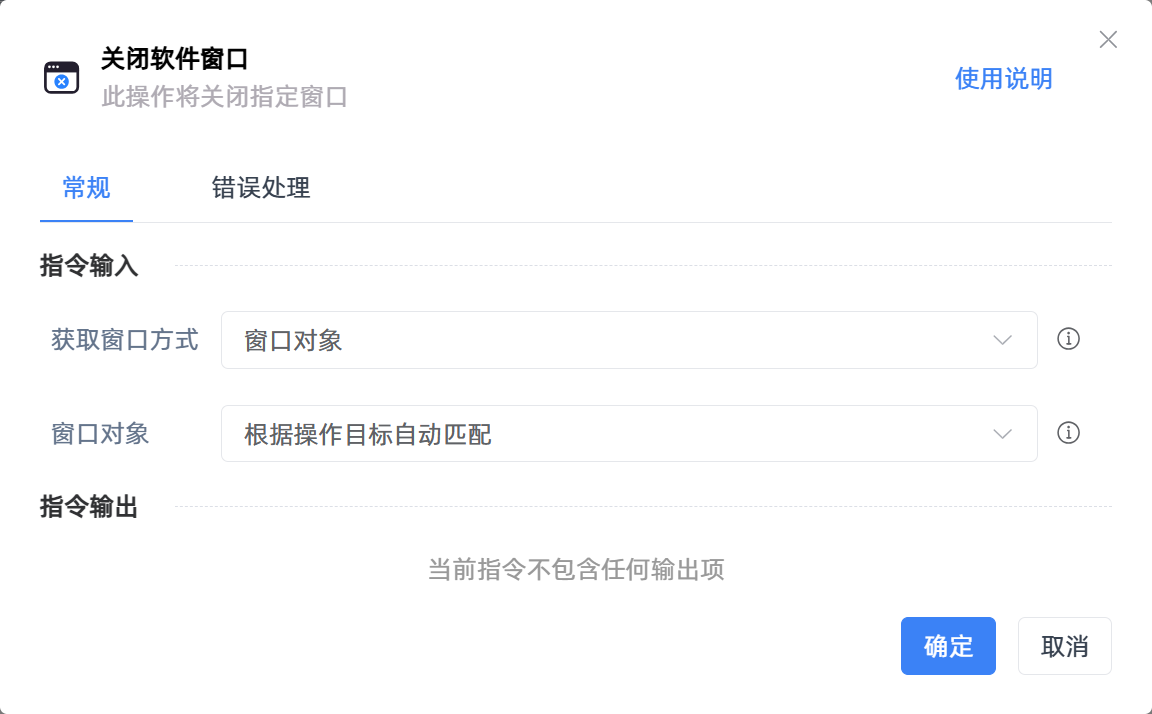 关闭软件窗口
此操作将关闭指定窗口
使用说明
常规
错误处理
指令输入
获取窗口方式
窗口对象
窗口对象
根据操作目标自动匹配
指令输出
当前指令不包含任何输出项
确定
取消